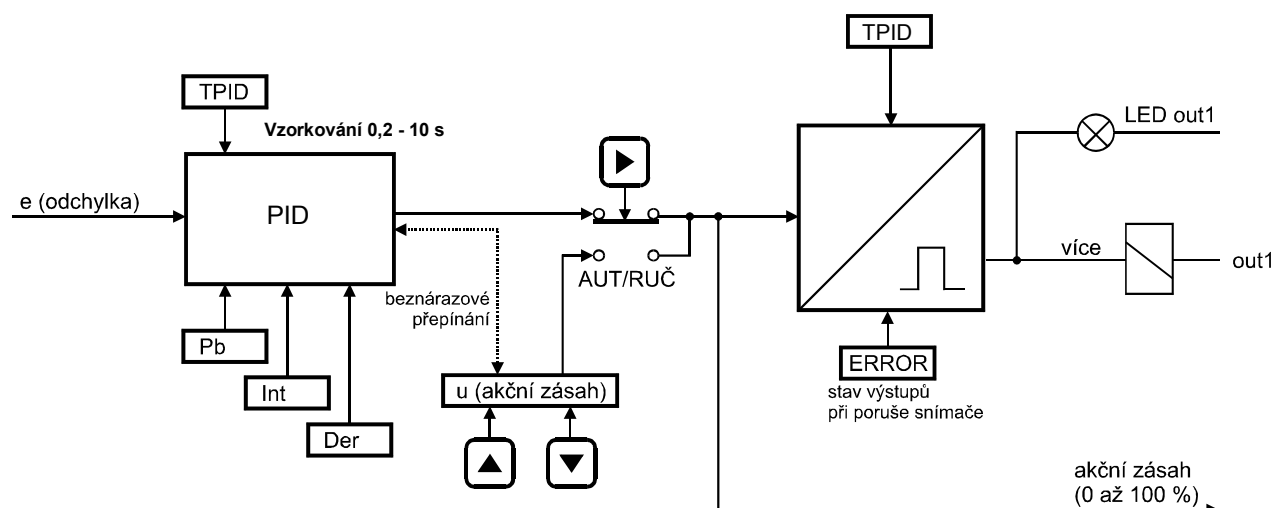 TPID
TPID
Vzorkování 0,2 - 10 s
LED out1
e (odchylka)
PID
AUT/RUČ
více
out1
beznárazové
přepínání
Pb
ERROR
Int
u (akční zásah)
stav výstupů
při poruše snímače
Der
akční zásah
(0 až 100 %)